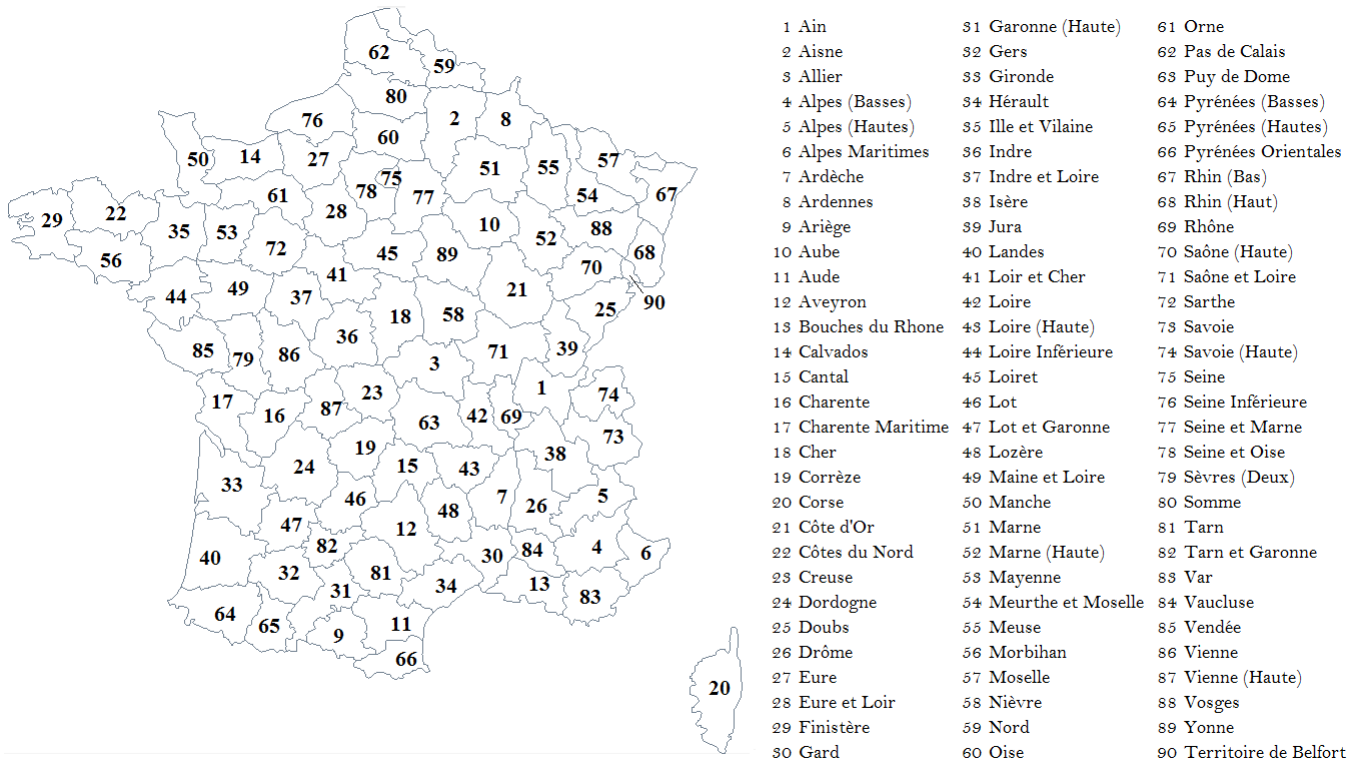 62
59
80
76
2
8
60
50
14
27
51
55
57
75
78
77
54
67
61
28
29
22
35
53
10
88
72
52
56
45
89
68
41
70
49
44
37
21
90
18
58
25
36
85
79
86
71
39
3
23
1
74
17
16
87
42
69
63
73
19
38
24
15
43
33
46
7
5
48
26
47
12
82
30
84
4
6
40
32
81
34
13
31
83
64
65
9
11
66
20
1 Ain
2 Aisne
3 Allier
4 Alpes (Basses)
5 Alpes (Hautes)
6 Alpes Maritimes
7 Ardèche
8 Ardennes
9 Ariège
10 Aube
11 Aude
12 Aveyron
13 Bouches du Rhone
14 Calvados
15 Cantal
16 Charente
17 Charente Maritime
18 Cher
19 Corrèze
20 Corse
21 Côte d'Or
22 Côtes du Nord
23 Creuse
24 Dordogne
25 Doubs
26 Drôme
27 Eure
28 Eure et Loir
29 Finistère
30 Gard
31 Garonne (Haute)
32 Gers
33 Gironde
34 Hérault
35 Ille et Vilaine
36 Indre
37 Indre et Loire
38 Isère
39 Jura
40 Landes
41 Loir et Cher
42 Loire
43 Loire (Haute)
44 Loire Inférieure
45 Loiret
46 Lot
47 Lot et Garonne
48 Lozère
49 Maine et Loire
50 Manche
51 Marne
52 Marne (Haute)
53 Mayenne
54 Meurthe et Moselle
55 Meuse
56 Morbihan
57 Moselle
58 Nièvre
59 Nord
60 Oise
61 Orne
62 Pas de Calais
63 Puy de Dome
64 Pyrénées (Basses)
65 Pyrénées (Hautes)
66 Pyrénées Orientales
67 Rhin (Bas)
68 Rhin (Haut)
69 Rhône
70 Saône (Haute)
71 Saône et Loire
72 Sarthe
73 Savoie
74 Savoie (Haute)
75 Seine
76 Seine Inférieure
77 Seine et Marne
78 Seine et Oise
79 Sèvres (Deux)
80 Somme
81 Tarn
82 Tarn et Garonne
83 Var
84 Vaucluse
85 Vendée
86 Vienne
87 Vienne (Haute)
88 Vosges
89 Yonne
90 Territoire de Belfort